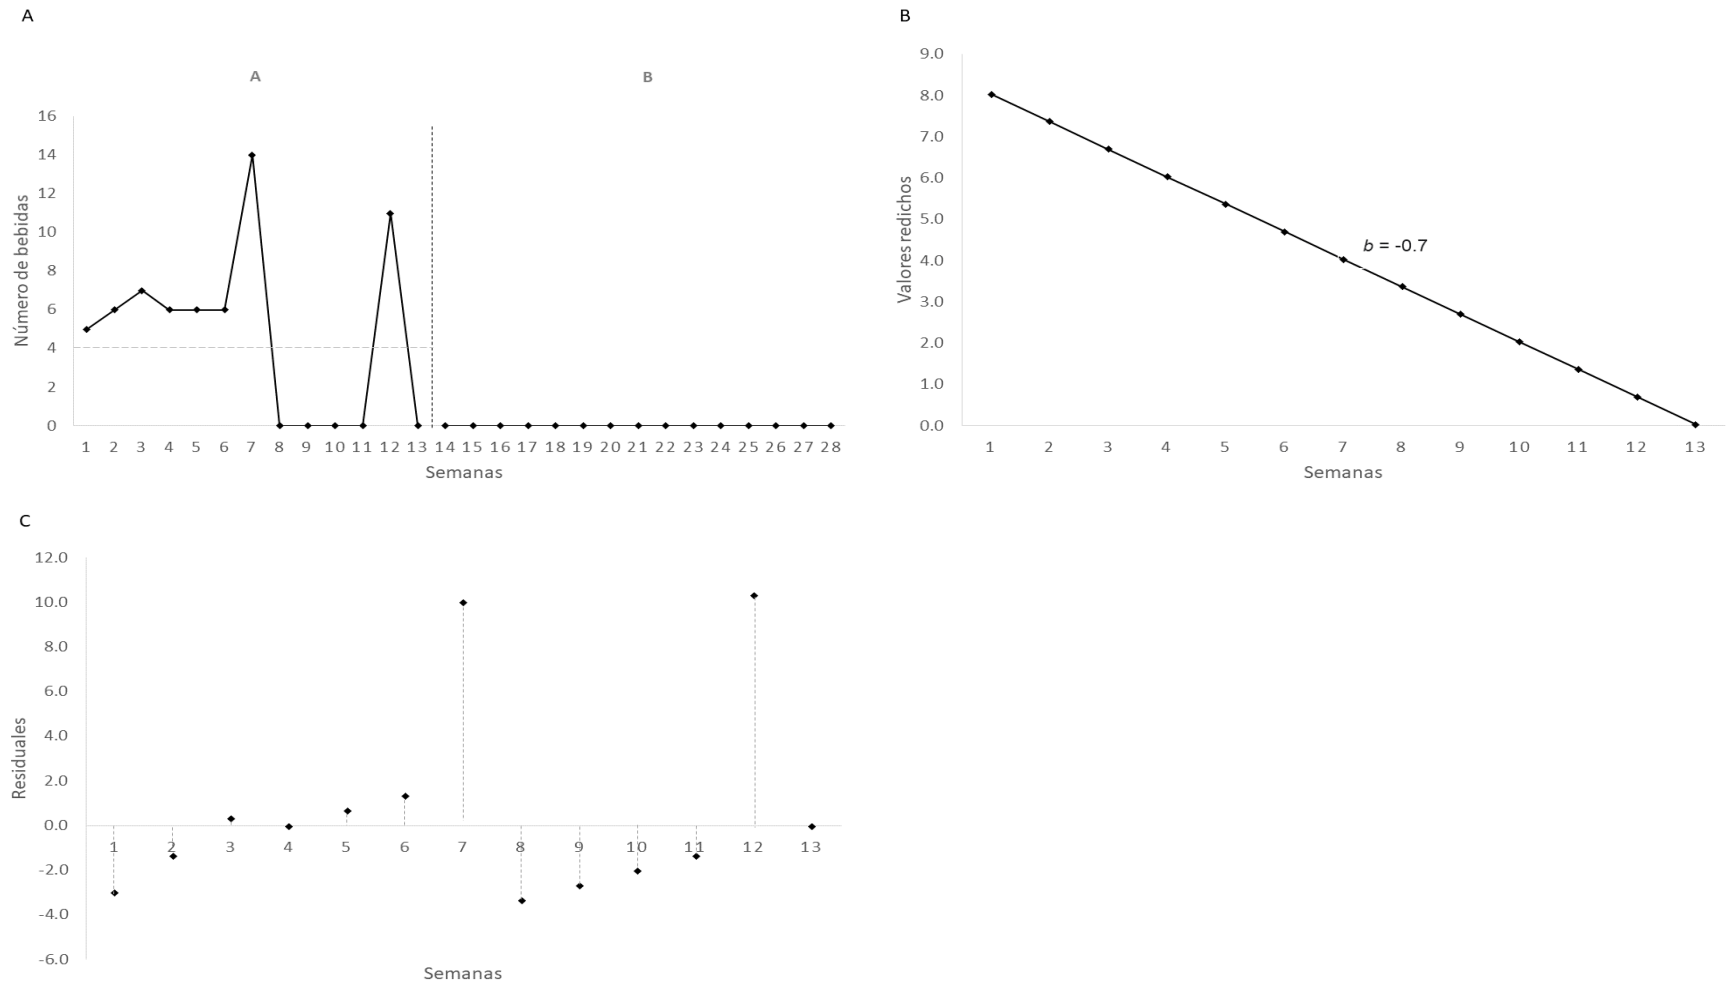 A
A
B
Número de bebidas
16
14
12
10
8
6
4
2
0
1 2 3 4 5 6 7 8 9 10 11 12 13 14 15 16 17 18 19 20 21 22 23 24 25 26 27 28
Semanas
B
Valores redichos
9.0
8.0
7.0
6.0
5.0
4.0
3.0
2.0
1.0
0.0
b = -0.7
1 2 3 4 5 6 7 8 9 10 11 12 13
Semanas
C
Residuales
12.0
10.0
8.0
6.0
4.0
2.0
0.0
-2.0
-4.0
-6.0
1 2 3 4 5 6 7 8 9 10 11 12 13
Semanas